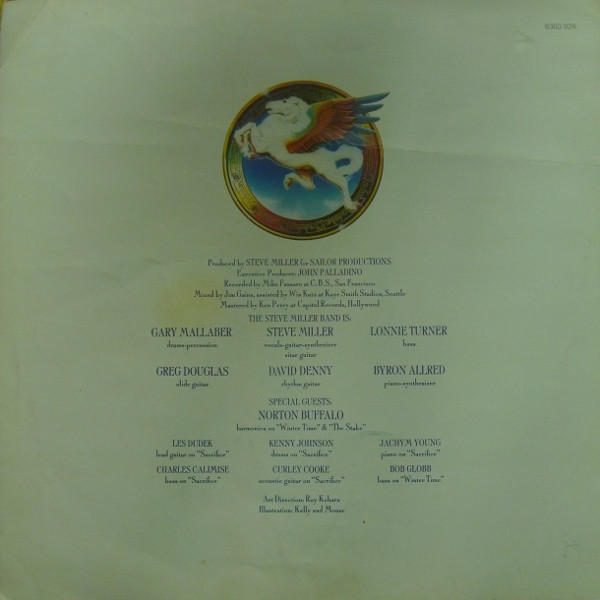 6303 926
Produced by STEVE MILLER for SAILOR PRODUCTIONS
Executive Producer: JOHN PALLADINO
Recorded by Mike Fusaro at C.B.S., San Francisco
Mixed by Jim Gaines, assisted by Win Kutz at Kaye Smith Studios, Seattle
Mastered by Ken Perry at Capitol Records, Hollywood
THE STEVE MILLER BAND IS:
GARY MALLABER STEVE MILLER LONNIE TURNER
drums-percussion vocals-guitar-synthesizer bass
sitar guitar
GREG DOUGLAS DAVID DENNY BYRON ALLRED
slide guitar rhythm guitar piano-synthesizer
SPECIAL GUESTS:
NORTON BUFFALO
harmonica on "Winter Time" & "The Stake"
LES DUDEK KENNY JOHNSON JACHYM YOUNG
lead guitar on "Sacrifice" drums on "Sacrifice" piano on "Sacrifice"
CHARLES CALIMISE CURLEY COOKE BOB GLOBB
bass on "Sacrifice" acoustic guitar on "Sacrifice" bass on "Winter Time"
Art Direction: Roy Kohara
Illustration: Kelly and Mouse